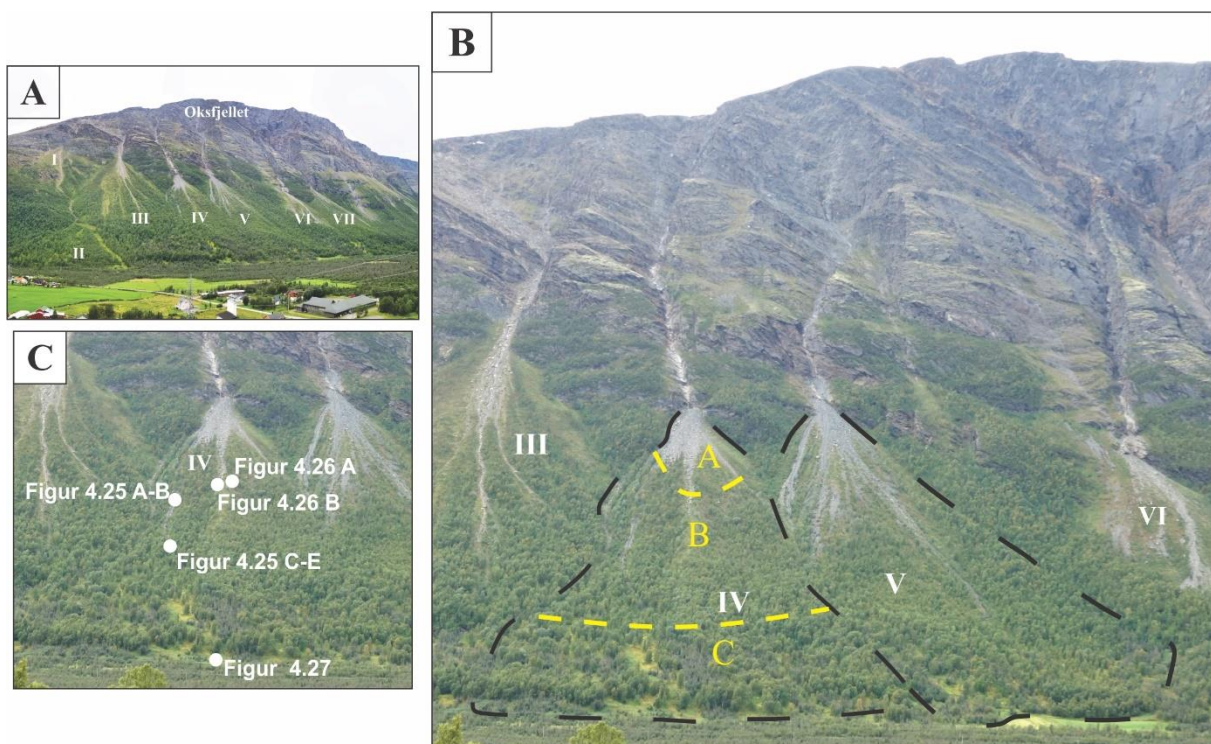 A
Oksfjellet
I
II
III
IV
V
VI
VII
B
III
A
B
IV
C
V
VI
C
IV
Figur 4.26 A
Figur 4.25 A-B
Figur 4.26 B
Figur 4.25 C-E
Figur 4.27